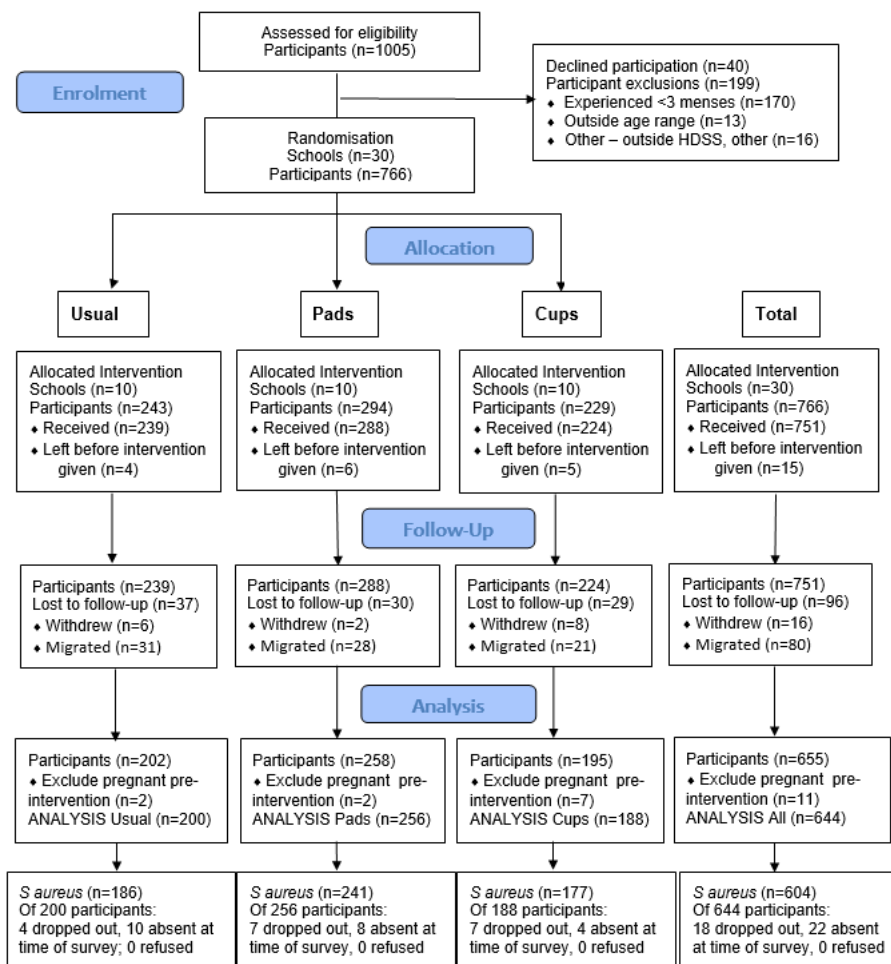 Assessed for eligibility
Participants (n=1005)
Enrolment
Declined participation (n=40)
Participant exclusions (n=199)
♦ Experienced <3 menses (n=170)
♦ Outside age range (n=13)
♦ Other – outside HDSS, other (n=16)
Randomisation
Schools (n=30)
Participants (n=766)
Allocation
Usual
Pads
Cups
Total
Allocated Intervention
Schools (n=10)
Participants (n=243)
♦ Received (n=239)
♦ Left before intervention
given (n=4)
Allocated Intervention
Schools (n=10)
Participants (n=294)
♦ Received (n=288)
♦ Left before intervention
given (n=6)
Allocated Intervention
Schools (n=10)
Participants (n=229)
♦ Received (n=224)
♦ Left before intervention
given (n=5)
Allocated Intervention
Schools (n=30)
Participants (n=766)
♦ Received (n=751)
♦ Left before intervention
given (n=15)
Follow-Up
Participants (n=239)
Lost to follow-up (n=37)
♦ Withdrew (n=6)
♦ Migrated (n=31)
Participants (n=288)
Lost to follow-up (n=30)
♦ Withdrew (n=2)
♦ Migrated (n=28)
Participants (n=224)
Lost to follow-up (n=29)
♦ Withdrew (n=8)
♦ Migrated (n=21)
Participants (n=751)
Lost to follow-up (n=96)
♦ Withdrew (n=16)
♦ Migrated (n=80)
Analysis
Participants (n=202)
♦ Exclude pregnant pre-
intervention (n=2)
ANALYSIS Usual (n=200)
Participants (n=258)
♦ Exclude pregnant pre-
intervention (n=2)
ANALYSIS Pads (n=256)
Participants (n=195)
♦ Exclude pregnant pre-
intervention (n=7)
ANALYSIS Cups (n=188)
Participants (n=655)
♦ Exclude pregnant pre-
intervention (n=11)
ANALYSIS All (n=644)
S aureus (n=186)
Of 200 participants:
4 dropped out, 10 absent at
time of survey; 0 refused
S aureus (n=241)
Of 256 participants:
7 dropped out, 8 absent at
time of survey, 0 refused
S aureus (n=177)
Of 188 participants:
7 dropped out, 4 absent at
time of survey, 0 refused
S aureus (n=604)
Of 644 participants:
18 dropped out, 22 absent
at time of survey, 0 refused